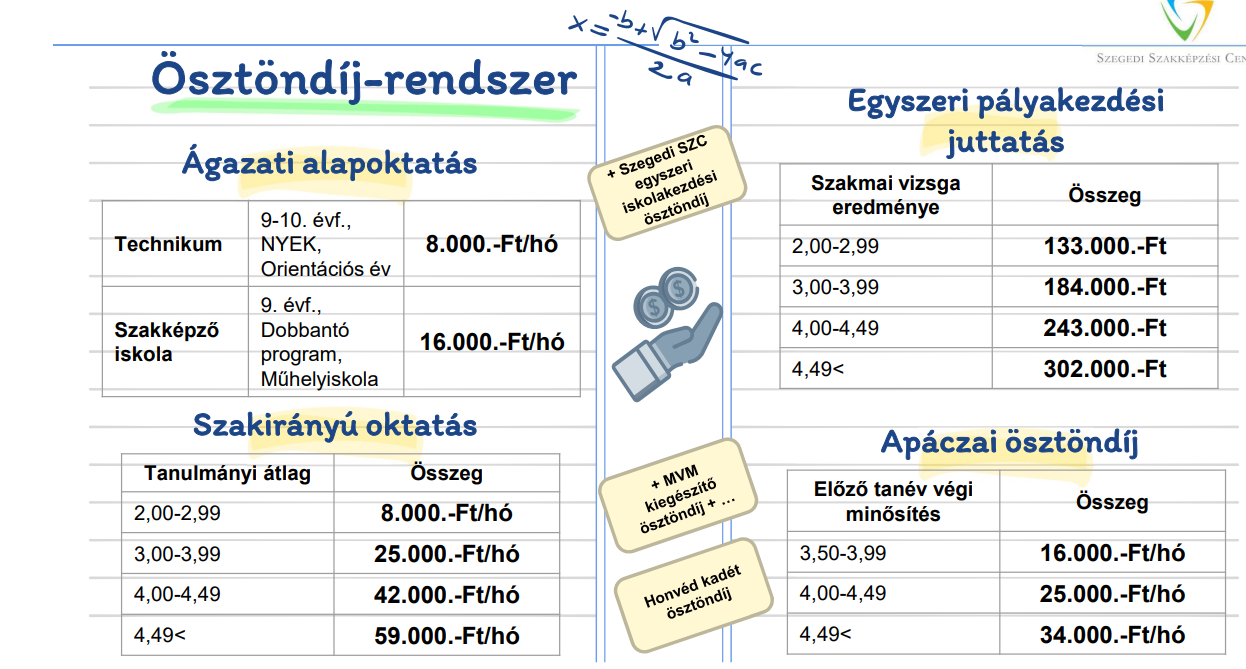 x = -b+√b²-4ac
2a
SZEGEDI SZAKKÉPZÉSI
Ösztöndíj-rendszer
Ágazati alapoktatás
Technikum
9-10. évf.,
NYEK,
Orientációs év
8.000.-Ft/hó
Szakképző
iskola
9. évf.,
Dobbantó
program,
Műhelyiskola
16.000.-Ft/hó
Szakirányú oktatás
Tanulmányi átlag Összeg
2,00-2,99 8.000.-Ft/hó
3,00-3,99 25.000.-Ft/hó
4,00-4,49 42.000.-Ft/hó
4,49< 59.000.-Ft/hó
+ Szegedi SZC
egyszeri
iskolakezdési
ösztöndíj
+ MVM
kiegészítő
ösztöndíj + ...
Honvéd kadét
ösztöndíj
Egyszeri pályakezdési
juttatás
Szakmai vizsga
eredménye
Összeg
2,00-2,99 133.000.-Ft
3,00-3,99 184.000.-Ft
4,00-4,49 243.000.-Ft
4,49< 302.000.-Ft
Apáczai ösztöndíj
Előző tanév végi
minősítés
Összeg
3,50-3,99 16.000.-Ft/hó
4,00-4,49 25.000.-Ft/hó
4,49< 34.000.-Ft/hó